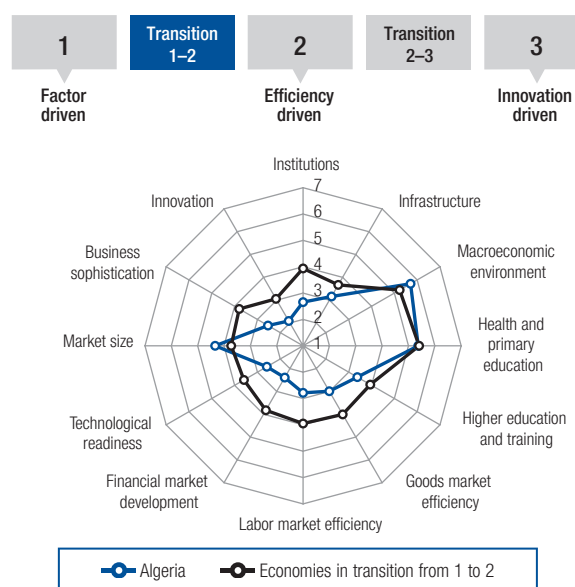 1
Transition
1–2
2
Transition
2–3
3
Factor
driven
Efficiency
driven
Innovation
driven
Institutions
Infrastructure
Macroeconomic
environment
Health and
primary
education
Higher education
and training
Goods market
efficiency
Labor market efficiency
Financial market
development
Technological
readiness
Market size
Business
sophistication
Innovation
7
6
5
4
3
2
1
Algeria
Economies in transition from 1 to 2